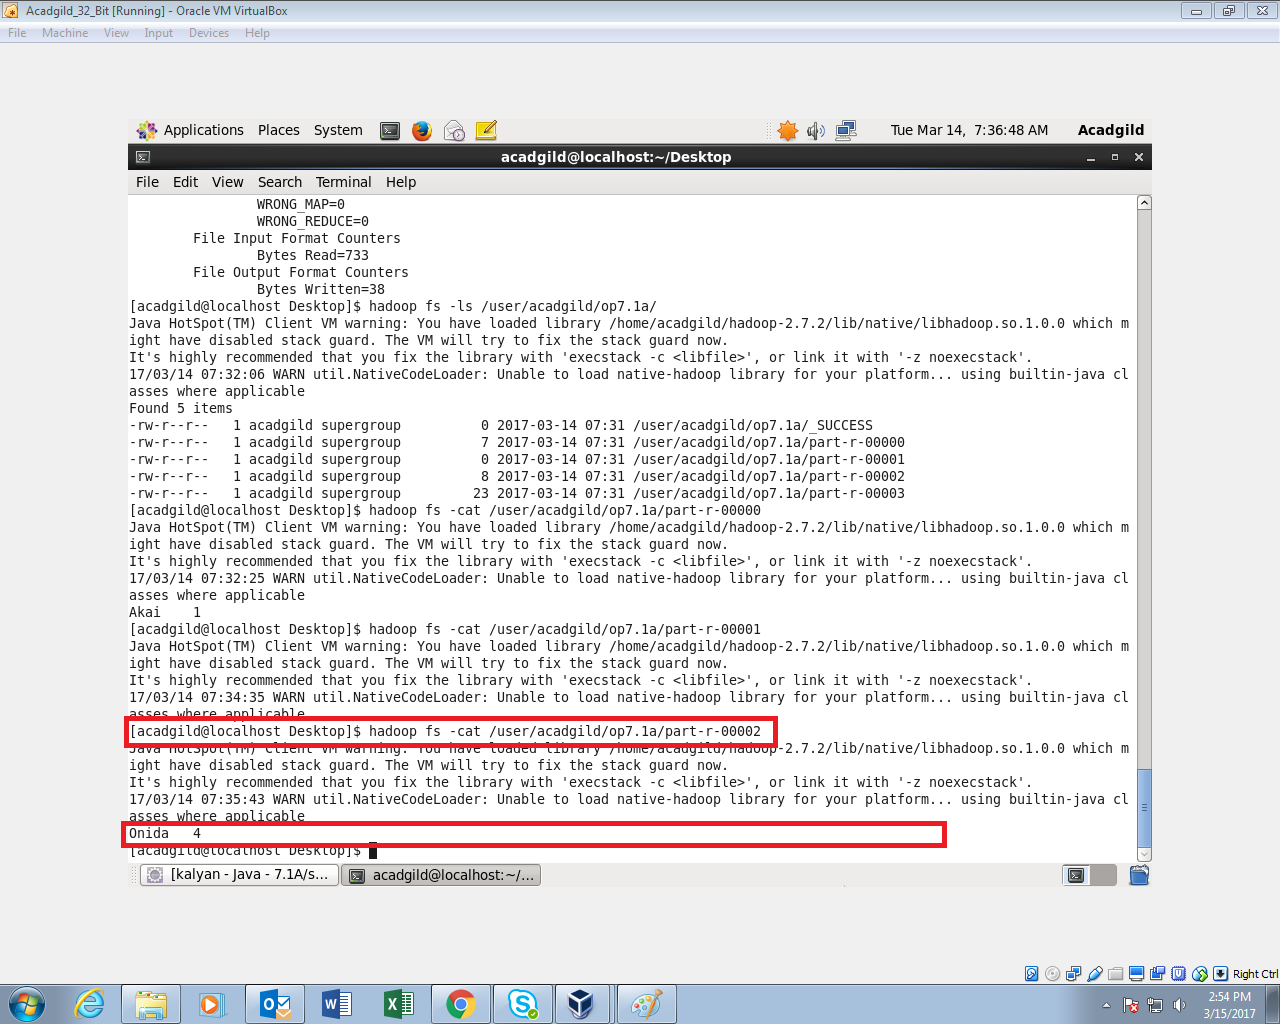 Acadgild_32_Bit [Running] - Oracle VM VirtualBox
File Machine View Input Devices Help
Applications Places System Tue Mar 14, 7:36:48 AM Acadgild
acadgild@localhost:~/Desktop
File Edit View Search Terminal Help
WRONG_MAP=0
WRONG_REDUCE=0
File Input Format Counters
Bytes Read=733
File Output Format Counters
Bytes Written=38
[acadgild@localhost Desktop]$ hadoop fs -ls /user/acadgild/op7.1a/
Java HotSpot(TM) Client VM warning: You have loaded library /home/acadgild/hadoop-2.7.2/lib/native/libhadoop.so.1.0.0 which m
ight have disabled stack guard. The VM will try to fix the stack guard now.
It's highly recommended that you fix the library with 'execstack -c <libfile>', or link it with '-z noexecstack'.
17/03/14 07:32:06 WARN util.NativeCodeLoader: Unable to load native-hadoop library for your platform... using builtin-java cl
asses where applicable
Found 5 items
-rw-r--r-- 1 acadgild supergroup 0 2017-03-14 07:31 /user/acadgild/op7.1a/_SUCCESS
-rw-r--r-- 1 acadgild supergroup 7 2017-03-14 07:31 /user/acadgild/op7.1a/part-r-00000
-rw-r--r-- 1 acadgild supergroup 0 2017-03-14 07:31 /user/acadgild/op7.1a/part-r-00001
-rw-r--r-- 1 acadgild supergroup 8 2017-03-14 07:31 /user/acadgild/op7.1a/part-r-00002
-rw-r--r-- 1 acadgild supergroup 23 2017-03-14 07:31 /user/acadgild/op7.1a/part-r-00003
[acadgild@localhost Desktop]$ hadoop fs -cat /user/acadgild/op7.1a/part-r-00000
Java HotSpot(TM) Client VM warning: You have loaded library /home/acadgild/hadoop-2.7.2/lib/native/libhadoop.so.1.0.0 which m
ight have disabled stack guard. The VM will try to fix the stack guard now.
It's highly recommended that you fix the library with 'execstack -c <libfile>', or link it with '-z noexecstack'.
17/03/14 07:32:25 WARN util.NativeCodeLoader: Unable to load native-hadoop library for your platform... using builtin-java cl
asses where applicable
Akai 1
[acadgild@localhost Desktop]$ hadoop fs -cat /user/acadgild/op7.1a/part-r-00001
Java HotSpot(TM) Client VM warning: You have loaded library /home/acadgild/hadoop-2.7.2/lib/native/libhadoop.so.1.0.0 which m
ight have disabled stack guard. The VM will try to fix the stack guard now.
It's highly recommended that you fix the library with 'execstack -c <libfile>', or link it with '-z noexecstack'.
17/03/14 07:34:35 WARN util.NativeCodeLoader: Unable to load native-hadoop library for your platform... using builtin-java cl
asses where applicable
[acadgild@localhost Desktop]$ hadoop fs -cat /user/acadgild/op7.1a/part-r-00002
Java HotSpot(TM) Client VM warning: You have loaded library /home/acadgild/hadoop-2.7.2/lib/native/libhadoop.so.1.0.0 which m
ight have disabled stack guard. The VM will try to fix the stack guard now.
It's highly recommended that you fix the library with 'execstack -c <libfile>', or link it with '-z noexecstack'.
17/03/14 07:35:43 WARN util.NativeCodeLoader: Unable to load native-hadoop library for your platform... using builtin-java cl
asses where applicable
Onida 4
[acadgild@localhost Desktop]$
[kalyan - Java - 7.1A/s... acadgild@localhost:~/...
Right Ctrl
2:54 PM
3/15/2017